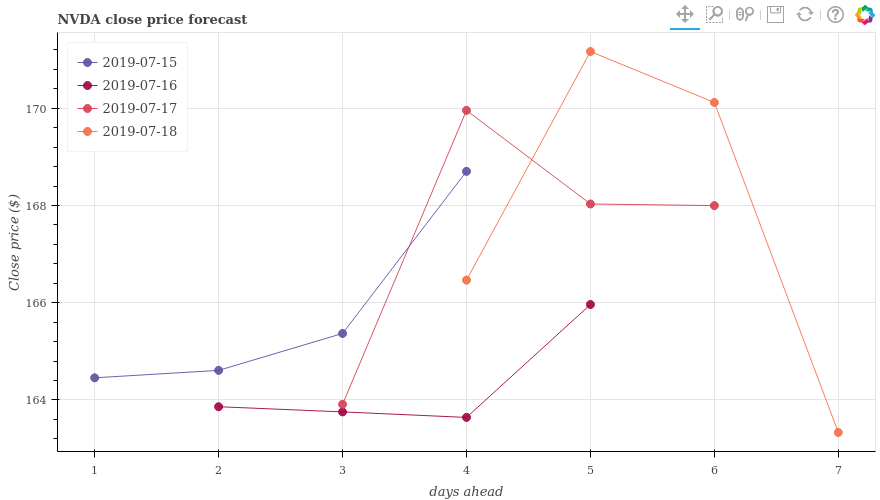 NVDA close price forecast
2019-07-15
2019-07-16
2019-07-17
2019-07-18
170
168
166
164
Close price ($)
1 2 3 4 5 6 7
days ahead